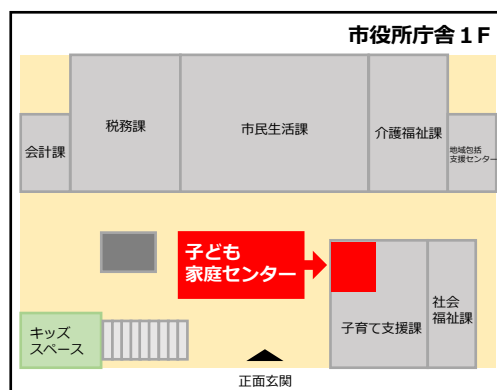 市役所庁舎１F
税務課
市民生活課
介護福祉課
会計課
地域包括
支援センター
子ども
家庭センター
子育て支援課
社会
福祉課
キッズ
スペース
正面玄関